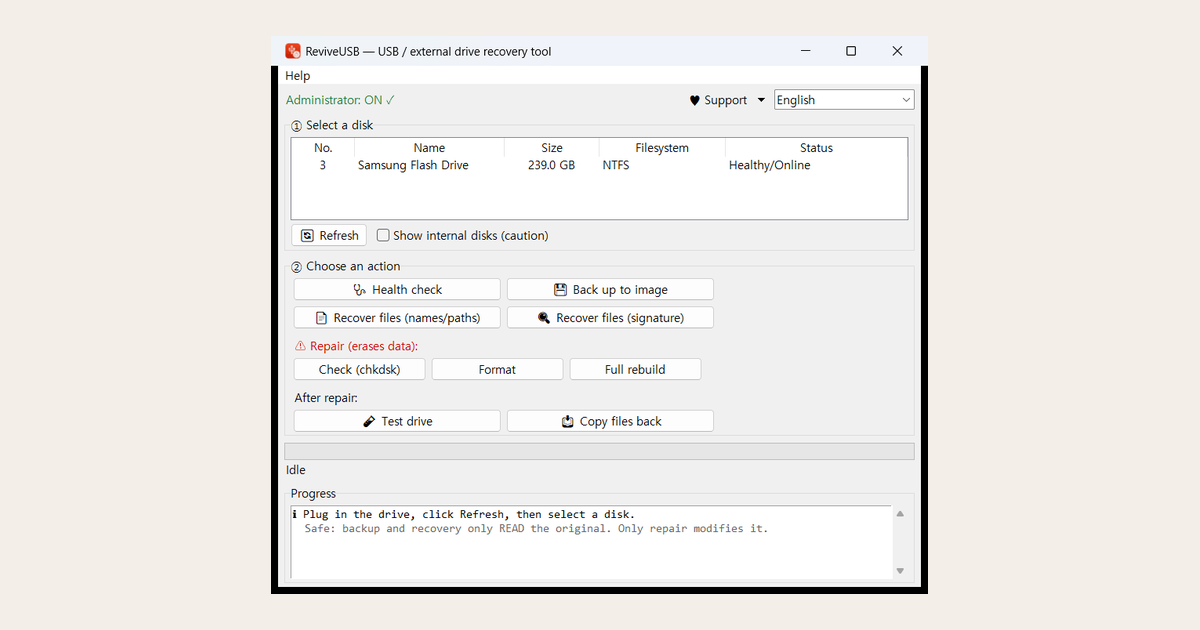 ReviveUSB — USB / external drive recovery tool
Help
Administrator: ON ✓
♥ Support
English
① Select a disk
No. Name Size Filesystem Status
3 Samsung Flash Drive 239.0 GB NTFS Healthy/Online
Refresh
Show internal disks (caution)
② Choose an action
Health check
Back up to image
Recover files (names/paths)
Recover files (signature)
⚠ Repair (erases data):
Check (chkdsk)
Format
Full rebuild
After repair:
Test drive
Copy files back
Idle
Progress
ℹ Plug in the drive, click Refresh, then select a disk.
Safe: backup and recovery only READ the original. Only repair modifies it.